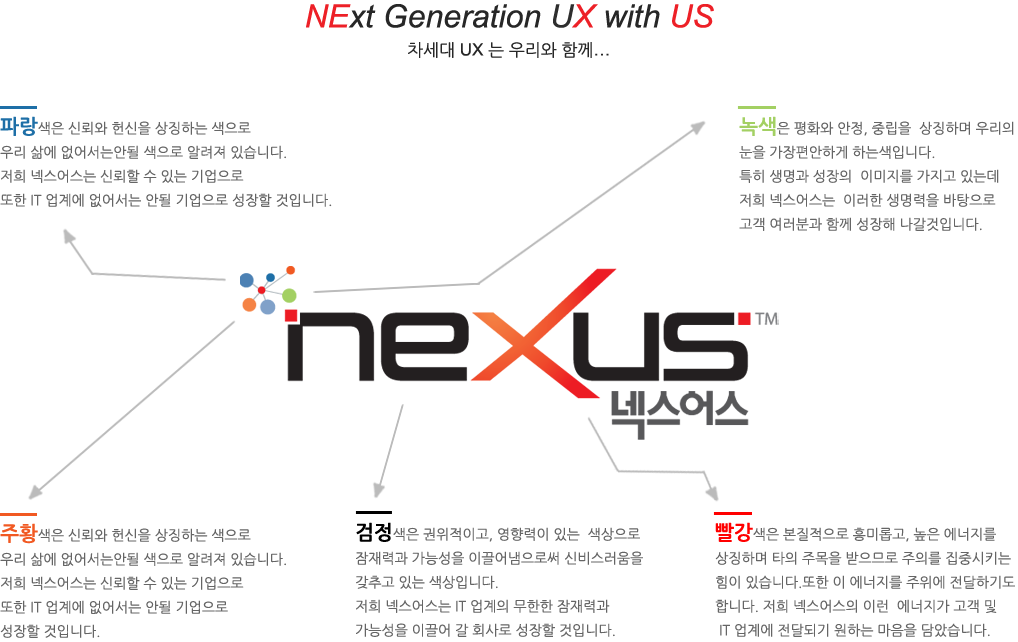 NExt Generation UX with US
차세대 UX 는 우리와 함께...
파랑색은 신뢰와 헌신을 상징하는 색으로
우리 삶에 없어서는안될 색으로 알려져 있습니다.
저희 넥스어스는 신뢰할 수 있는 기업으로
또한 IT 업계에 없어서는 안될 기업으로 성장할 것입니다.
녹색은 평화와 안정, 중립을 상징하며 우리의
눈을 가장편안하게 하는색입니다.
특히 생명과 성장의 이미지를 가지고 있는데
저희 넥스어스는 이러한 생명력을 바탕으로
고객 여러분과 함께 성장해 나갈것입니다.
neXus TM
넥스어스
주황색은 신뢰와 헌신을 상징하는 색으로
우리 삶에 없어서는안될 색으로 알려져 있습니다.
저희 넥스어스는 신뢰할 수 있는 기업으로
또한 IT 업계에 없어서는 안될 기업으로
성장할 것입니다.
검정색은 권위적이고, 영향력이 있는 색상으로
잠재력과 가능성을 이끌어냄으로써 신비스러움을
갖추고 있는 색상입니다.
저희 넥스어스는 IT 업계의 무한한 잠재력과
가능성을 이끌어 갈 회사로 성장할 것입니다.
빨강색은 본질적으로 흥미롭고, 높은 에너지를
상징하며 타의 주목을 받으므로 주의를 집중시키는
힘이 있습니다.또한 이 에너지를 주위에 전달하기도
합니다. 저희 넥스어스의 이런 에너지가 고객 및
IT 업계에 전달되기 원하는 마음을 담았습니다.